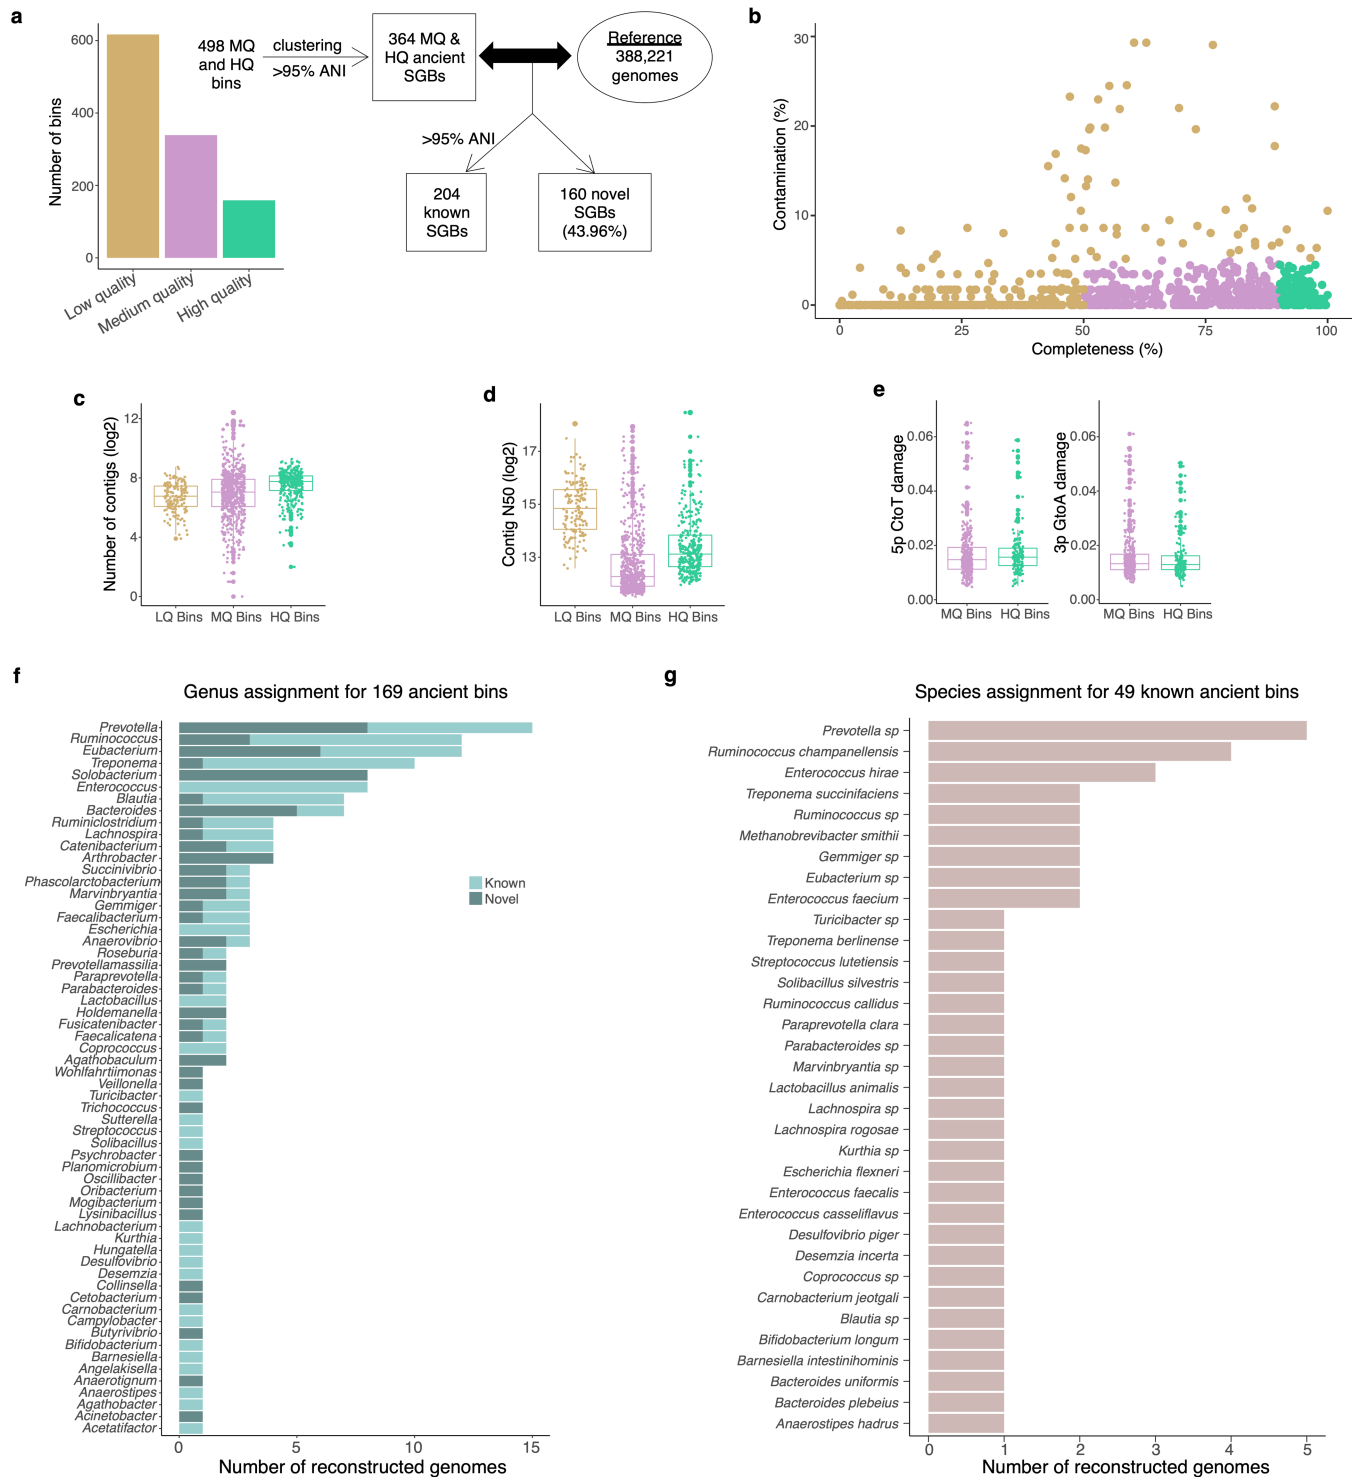 a
Number of bins
600
400
200
0
Low quality
Medium quality
High quality
498 MQ
and HQ
bins
clustering
>95% ANI
364 MQ &
HQ ancient
SGBs
Reference
388,221
genomes
>95% ANI
204
known
SGBs
160 novel
SGBs
(43.96%)
b
Contamination (%)
30
20
10
0
0 25 50 75 100
Completeness (%)
c
Number of contigs (log2)
12
8
4
0
LQ Bins MQ Bins HQ Bins
d
Contig N50 (log2)
17
15
13
LQ Bins MQ Bins HQ Bins
e
5p CtoT damage
0.06
0.04
0.02
0.00
MQ Bins HQ Bins
3p GtoA damage
0.06
0.04
0.02
0.00
MQ Bins HQ Bins
f
Genus assignment for 169 ancient bins
Prevotella
Ruminococcus
Eubacterium
Treponema
Solobacterium
Enterococcus
Blautia
Bacteroides
Ruminiclostridium
Lachnospira
Catenibacterium
Arthrobacter
Succinivibrio
Phascolarctobacterium
Marvinbryantia
Gemmiger
Faecalibacterium
Escherichia
Anaerovibrio
Roseburia
Prevotellamassilia
Paraprevotella
Parabacteroides
Lactobacillus
Holdemanella
Fusicatenibacter
Faecalicatena
Coprococcus
Agathobaculum
Wohlfahrtiimonas
Veillonella
Turicibacter
Trichococcus
Sutterella
Streptococcus
Solibacillus
Psychrobacter
Planomicrobium
Oscillibacter
Oribacterium
Mogibacterium
Lysinibacillus
Lachnobacterium
Kurthia
Hungatella
Desulfovibrio
Desemzia
Collinsella
Cetobacterium
Carnobacterium
Campylobacter
Butyrivibrio
Bifidobacterium
Barnesiella
Angelakisella
Anaerotignum
Anaerostipes
Agathobacter
Acinetobacter
Acetatifactor
Known
Novel
0 5 10 15
Number of reconstructed genomes
g
Species assignment for 49 known ancient bins
Prevotella sp
Ruminococcus champanellensis
Enterococcus hirae
Treponema succinifaciens
Ruminococcus sp
Methanobrevibacter smithii
Gemmiger sp
Eubacterium sp
Enterococcus faecium
Turicibacter sp
Treponema berlinense
Streptococcus lutetiensis
Solibacillus silvestris
Ruminococcus callidus
Paraprevotella clara
Parabacteroides sp
Marvinbryantia sp
Lactobacillus animalis
Lachnospira sp
Lachnospira rogosae
Kurthia sp
Escherichia flexneri
Enterococcus faecalis
Enterococcus casseliflavus
Desulfovibrio piger
Desemzia incerta
Coprococcus sp
Carnobacterium jeotgali
Blautia sp
Bifidobacterium longum
Barnesiella intestinihominis
Bacteroides uniformis
Bacteroides plebeius
Anaerostipes hadrus
0 1 2 3 4 5
Number of reconstructed genomes